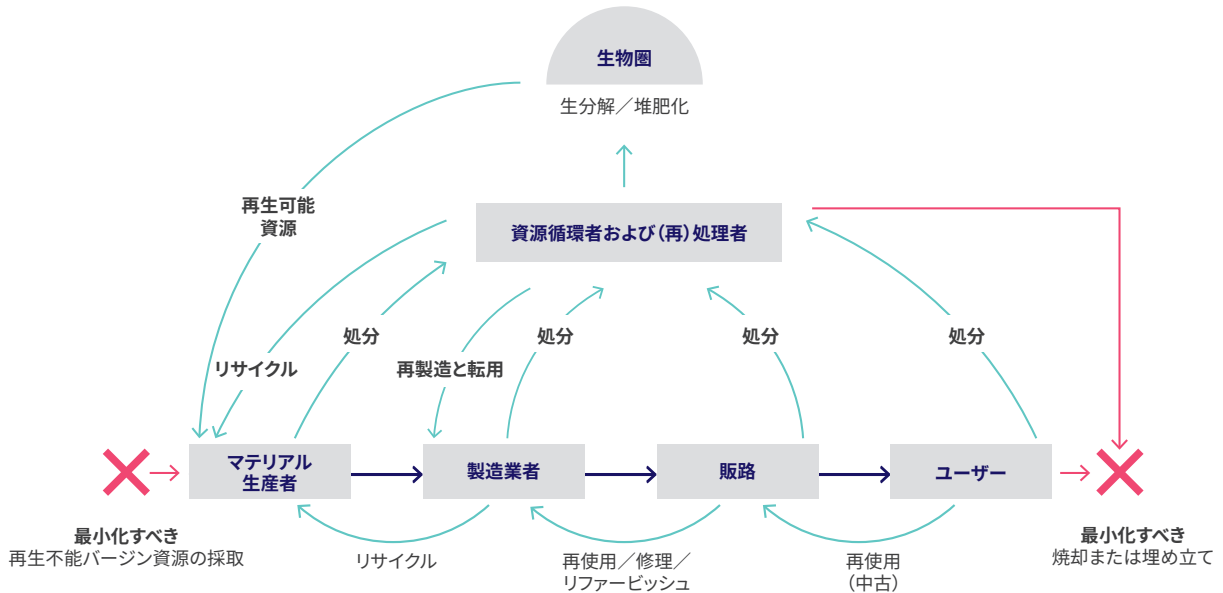 生物圏
生分解／堆肥化
再生可能
資源
資源循環者および（再）処理者
処分
処分
処分
処分
リサイクル
再製造と転用
マテリアル
生産者
製造業者
販路
ユーザー
最小化すべき
再生不能バージン資源の採取
リサイクル
再使用／修理／
リファービッシュ
再使用
（中古）
最小化すべき
焼却または埋め立て